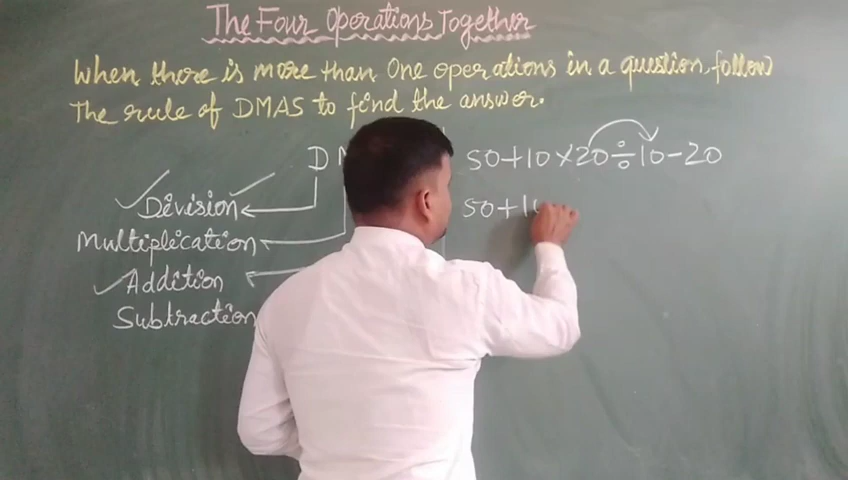 The Four Operations Together
When there is more than One operations in a question follow
The rule of DMAS to find the answer.
D
50+10×20÷10-20
Division
50+10
Multiplication
Addition
Subtraction